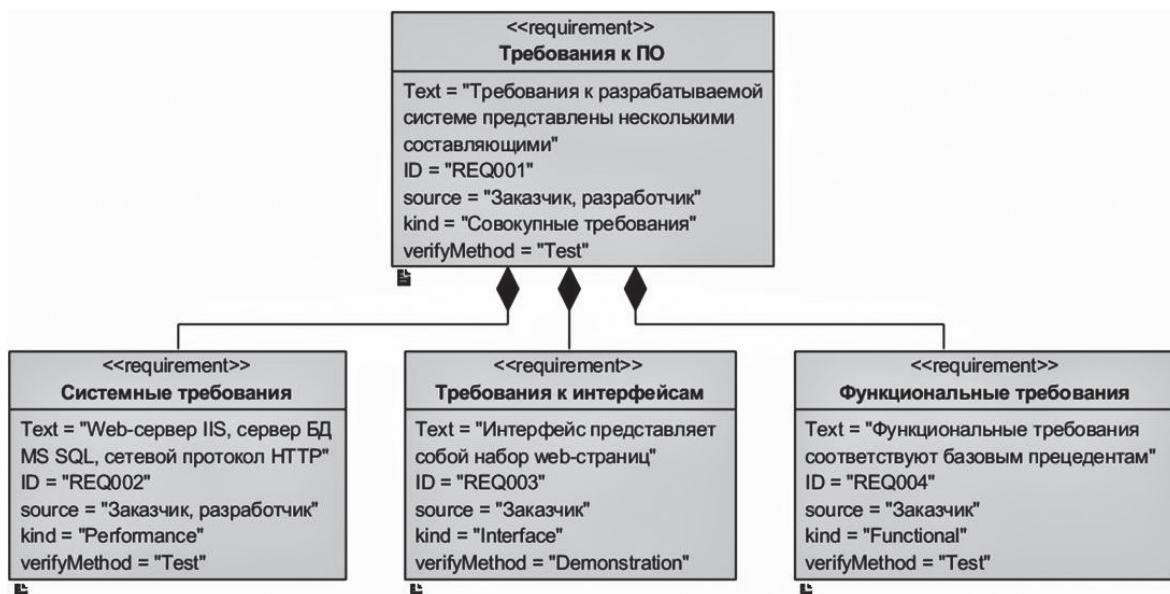 <<requirement>>
Требования к ПО
Text = "Требования к разрабатываемой
системе представлены несколькими
составляющими"
ID = "REQ001"
source = "Заказчик, разработчик"
kind = "Совокупные требования"
verifyMethod = "Test"
<<requirement>>
Системные требования
Text = "Web-сервер IIS, сервер БД
MS SQL, сетевой протокол HTTP"
ID = "REQ002"
source = "Заказчик, разработчик"
kind = "Performance"
verifyMethod = "Test"
<<requirement>>
Требования к интерфейсам
Text = "Интерфейс представляет
собой набор web-страниц"
ID = "REQ003"
source = "Заказчик"
kind = "Interface"
verifyMethod = "Demonstration"
<<requirement>>
Функциональные требования
Text = "Функциональные требования
соответствуют базовым прецедентам"
ID = "REQ004"
source = "Заказчик"
kind = "Functional"
verifyMethod = "Test"